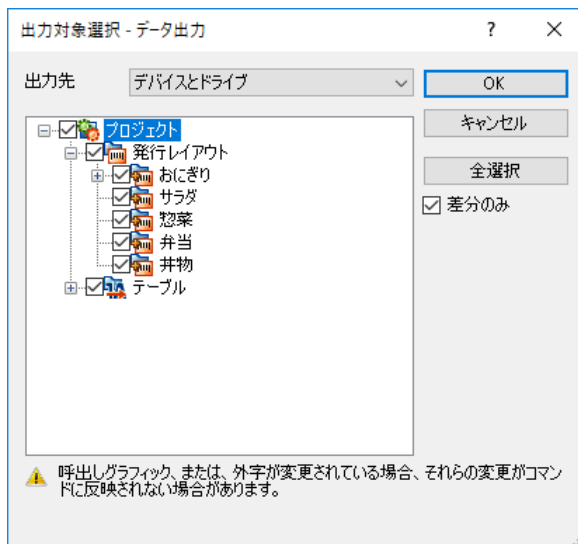 出力対象選択 - データ出力
?
×
出力先
デバイスとドライブ
OK
キャンセル
全選択
差分のみ
プロジェクト
発行レイアウト
おにぎり
サラダ
惣菜
弁当
丼物
テーブル
呼出しグラフィック、または、外字が変更されている場合、それらの変更がコマン
ドに反映されない場合があります。